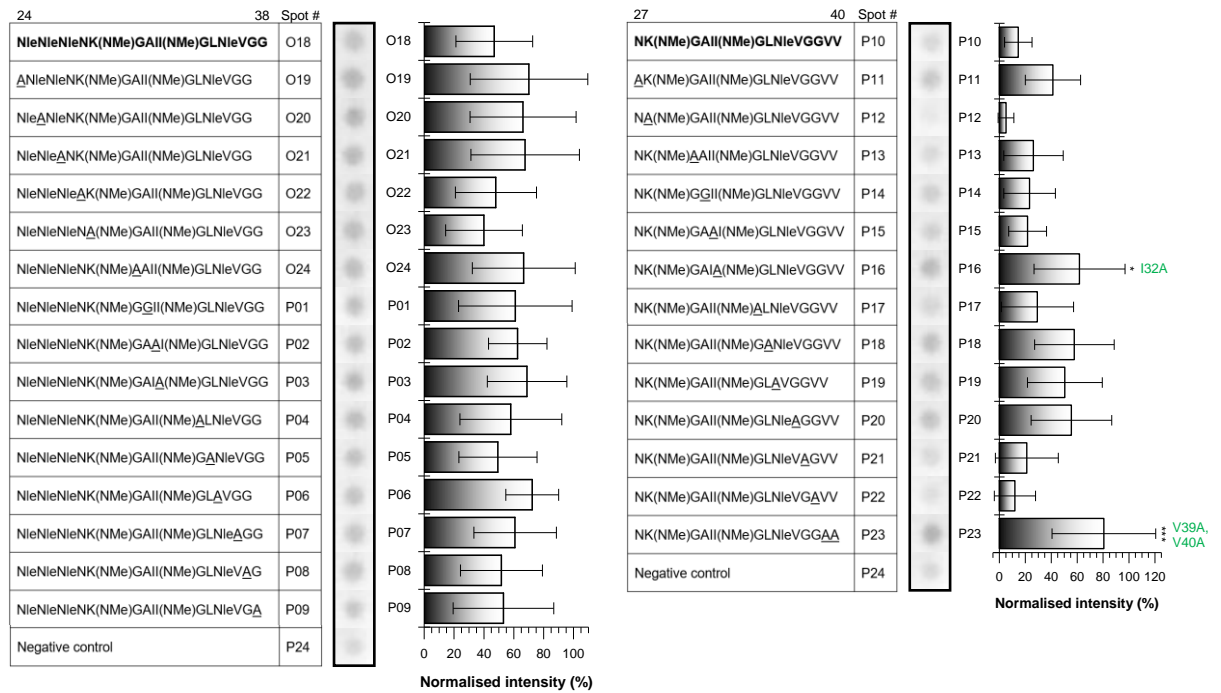 24 38 Spot #
NleNleNleNK(NMe)GAII(NMe)GLNleVGG O18 O18
ANleNleNK(NMe)GAII(NMe)GLNleVGG O19 O19
NleANleNK(NMe)GAII(NMe)GLNleVGG O20 O20
NleNleANK(NMe)GAII(NMe)GLNleVGG O21 O21
NleNleNleAK(NMe)GAII(NMe)GLNleVGG O22 O22
NleNleNleNA(NMe)GAII(NMe)GLNleVGG O23 O23
NleNleNleNK(NMe)AAII(NMe)GLNleVGG O24 O24
NleNleNleNK(NMe)GGII(NMe)GLNleVGG P01 P01
NleNleNleNK(NMe)GAAI(NMe)GLNleVGG P02 P02
NleNleNleNK(NMe)GAIA(NMe)GLNleVGG P03 P03
NleNleNleNK(NMe)GAII(NMe)ALNleVGG P04 P04
NleNleNleNK(NMe)GAII(NMe)GANleVGG P05 P05
NleNleNleNK(NMe)GAII(NMe)GLAVGG P06 P06
NleNleNleNK(NMe)GAII(NMe)GLNleAGG P07 P07
NleNleNleNK(NMe)GAII(NMe)GLNleVAG P08 P08
NleNleNleNK(NMe)GAII(NMe)GLNleVGA P09 P09
Negative control P24
0 20 40 60 80 100
Normalised intensity (%)
27 40 Spot #
NK(NMe)GAII(NMe)GLNleVGGVV P10 P10
AK(NMe)GAII(NMe)GLNleVGGVV P11 P11
NA(NMe)GAII(NMe)GLNleVGGVV P12 P12
NK(NMe)AAII(NMe)GLNleVGGVV P13 P13
NK(NMe)GGII(NMe)GLNleVGGVV P14 P14
NK(NMe)GAAI(NMe)GLNleVGGVV P15 P15
NK(NMe)GAIA(NMe)GLNleVGGVV P16 P16 * I32A
NK(NMe)GAII(NMe)ALNleVGGVV P17 P17
NK(NMe)GAII(NMe)GANleVGGVV P18 P18
NK(NMe)GAII(NMe)GLAVGGVV P19 P19
NK(NMe)GAII(NMe)GLNleAGGVV P20 P20
NK(NMe)GAII(NMe)GLNleVAGVV P21 P21
NK(NMe)GAII(NMe)GLNleVGAVV P22 P22
NK(NMe)GAII(NMe)GLNleVGGAA P23 P23 *** V39A,
V40A
Negative control P24
0 20 40 60 80 100 120
Normalised intensity (%)